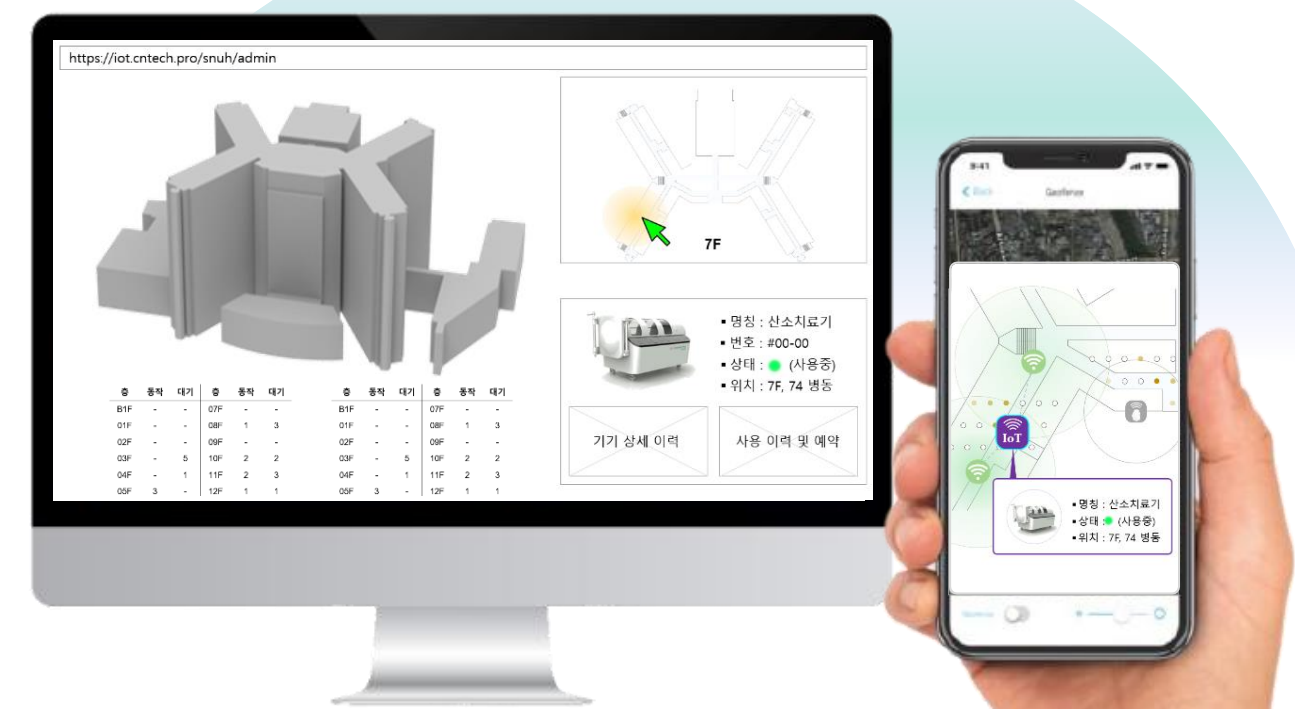 https://iot.cntech.pro/snuh/admin
7F
▪ 명칭 : 산소치료기
▪ 번호 : #00-00
▪ 상태 : (사용중)
▪ 위치 : 7F, 74 병동
기기 상세 이력
사용 이력 및 예약
층 동작 대기 층 동작 대기
B1F - - 07F - -
01F - - 08F 1 3
02F - - 09F - -
03F - 5 10F 2 2
04F - 1 11F 2 3
05F 3 - 12F 1 1
층 동작 대기 층 동작 대기
B1F - - 07F - -
01F - - 08F 1 3
02F - - 09F - -
03F - 5 10F 2 2
04F - 1 11F 2 3
05F 3 - 12F 1 1
9:41
Back
Geofence
IoT
▪ 명칭 : 산소치료기
▪ 상태 : (사용중)
▪ 위치 : 7F, 74 병동